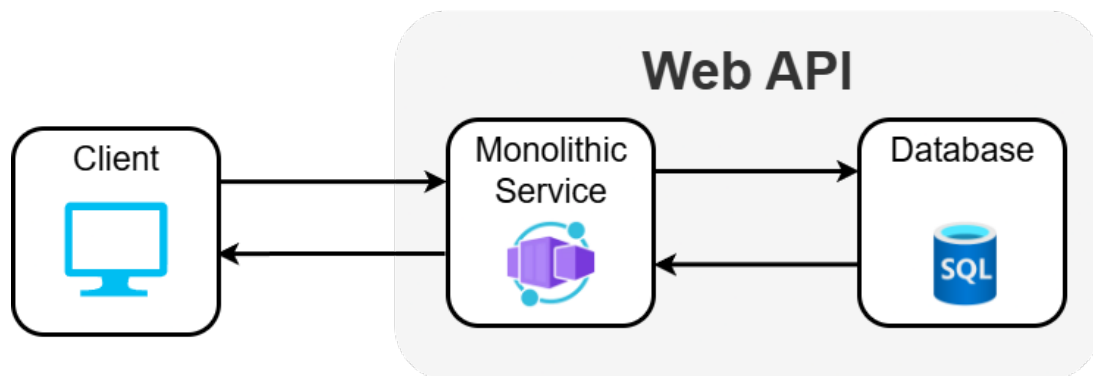 Web API
Client
Monolithic
Service
Database
SQL